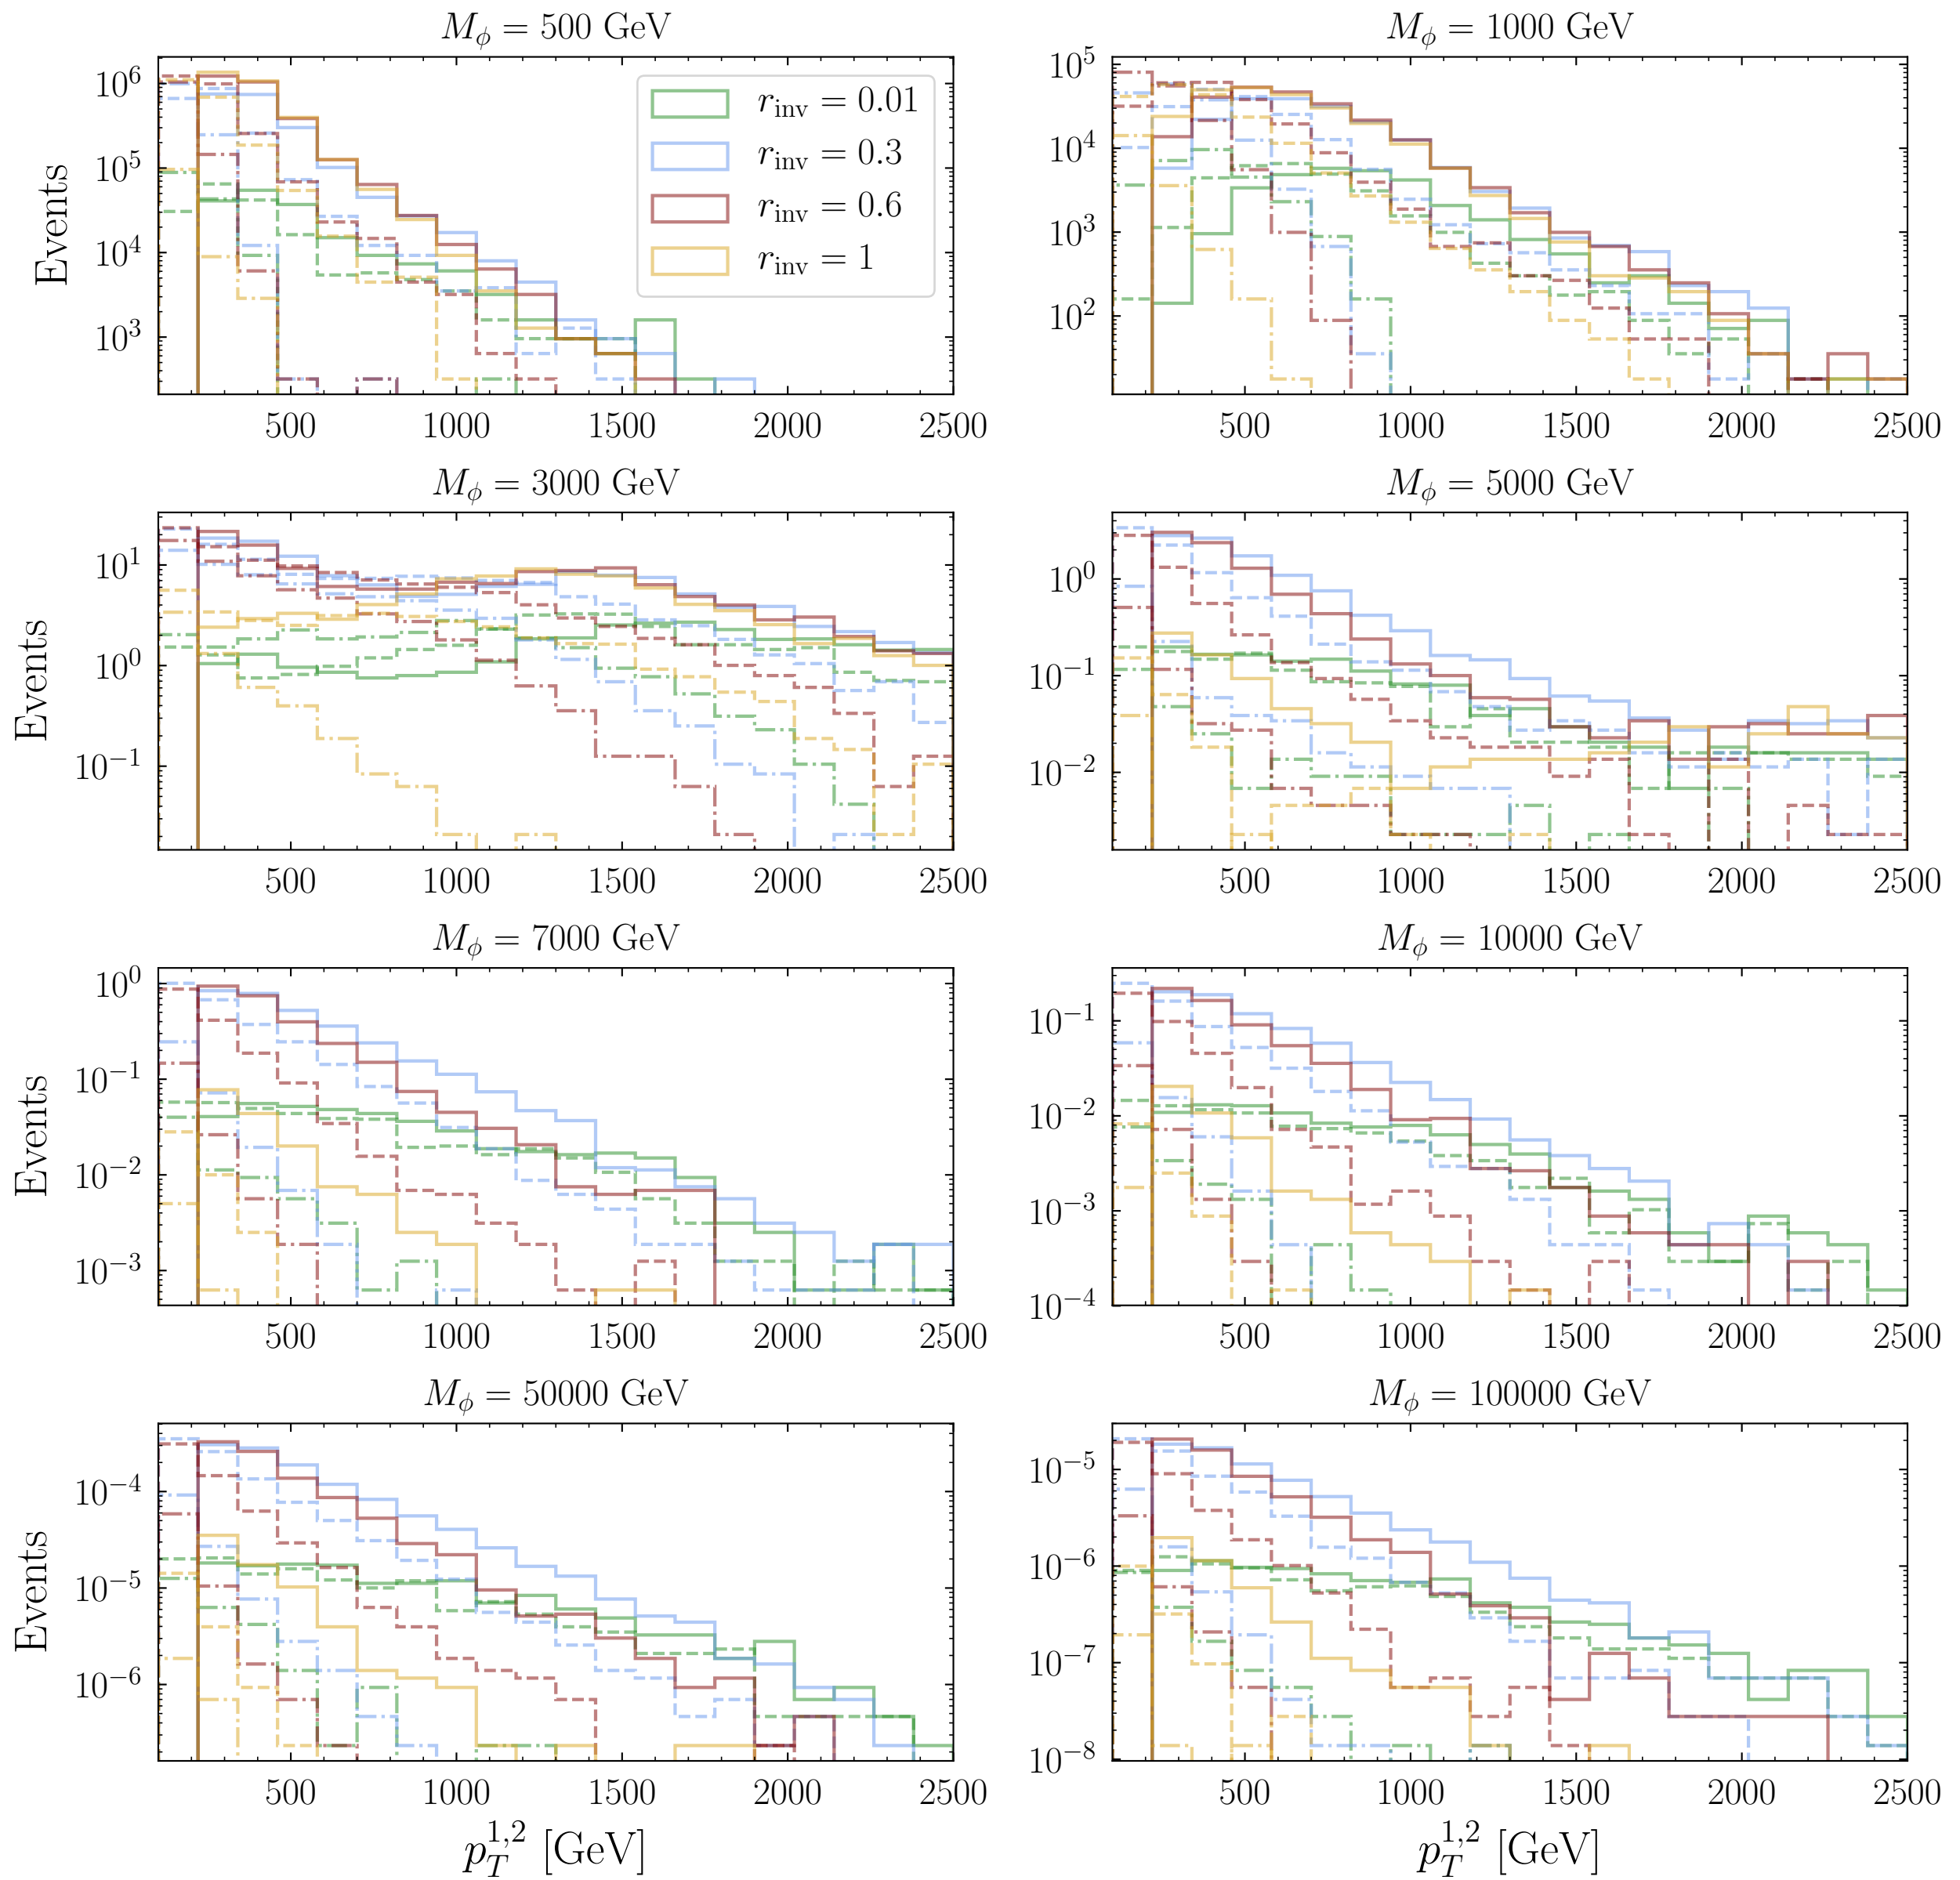 M_ϕ = 500 GeV
M_ϕ = 1000 GeV
Events
10^6
10^5
10^4
10^3
r_inv = 0.01
r_inv = 0.3
r_inv = 0.6
r_inv = 1
10^5
10^4
10^3
10^2
500 1000 1500 2000 2500
500 1000 1500 2000 2500
M_ϕ = 3000 GeV
M_ϕ = 5000 GeV
Events
10^1
10^0
10^−1
10^0
10^−1
10^−2
500 1000 1500 2000 2500
500 1000 1500 2000 2500
M_ϕ = 7000 GeV
M_ϕ = 10000 GeV
Events
10^0
10^−1
10^−2
10^−3
10^−1
10^−2
10^−3
10^−4
500 1000 1500 2000 2500
500 1000 1500 2000 2500
M_ϕ = 50000 GeV
M_ϕ = 100000 GeV
Events
10^−4
10^−5
10^−6
10^−5
10^−6
10^−7
10^−8
500 1000 1500 2000 2500
500 1000 1500 2000 2500
p_T^{1,2} [GeV]
p_T^{1,2} [GeV]